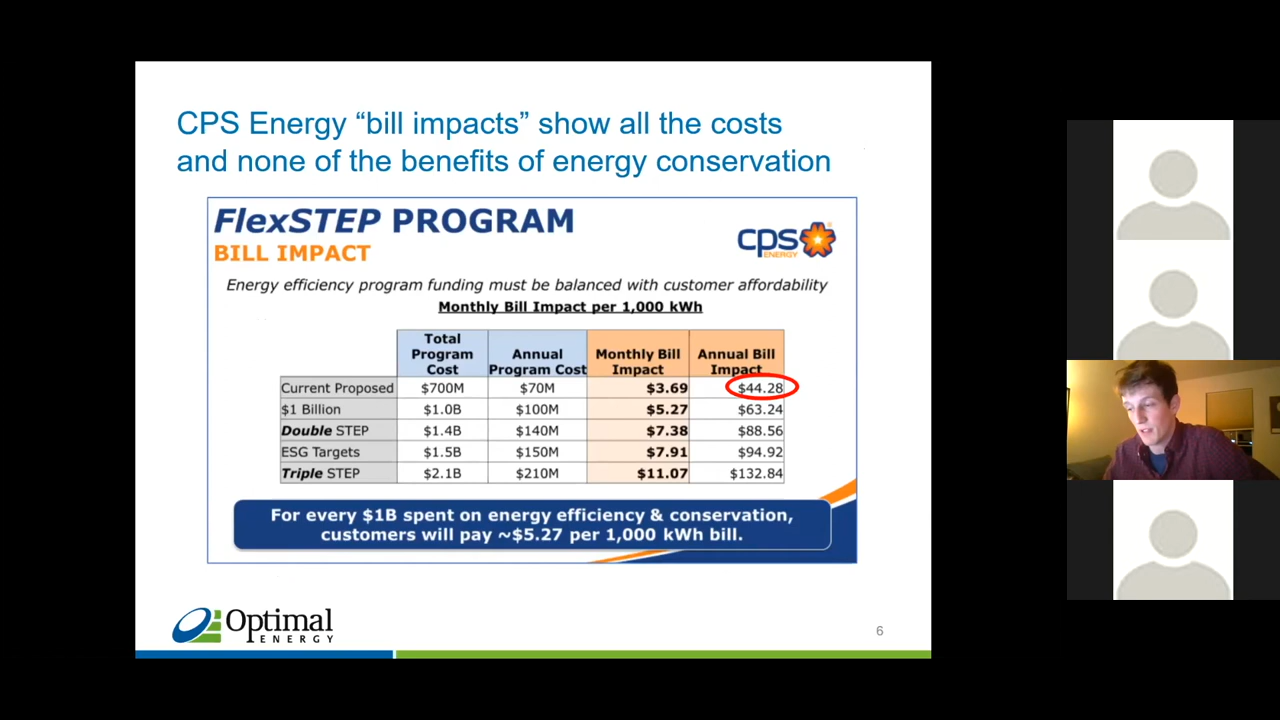 CPS Energy “bill impacts” show all the costs
and none of the benefits of energy conservation
FlexSTEP PROGRAM
BILL IMPACT
cps
ENERGY
Energy efficiency program funding must be balanced with customer affordability
Monthly Bill Impact per 1,000 kWh
Total Program Cost Annual Program Cost Monthly Bill Impact Annual Bill Impact
Current Proposed $700M $70M $3.69 $44.28
$1 Billion $1.0B $100M $5.27 $63.24
Double STEP $1.4B $140M $7.38 $88.56
ESG Targets $1.5B $150M $7.91 $94.92
Triple STEP $2.1B $210M $11.07 $132.84
For every $1B spent on energy efficiency & conservation,
customers will pay ~$5.27 per 1,000 kWh bill.
Optimal
ENERGY
6